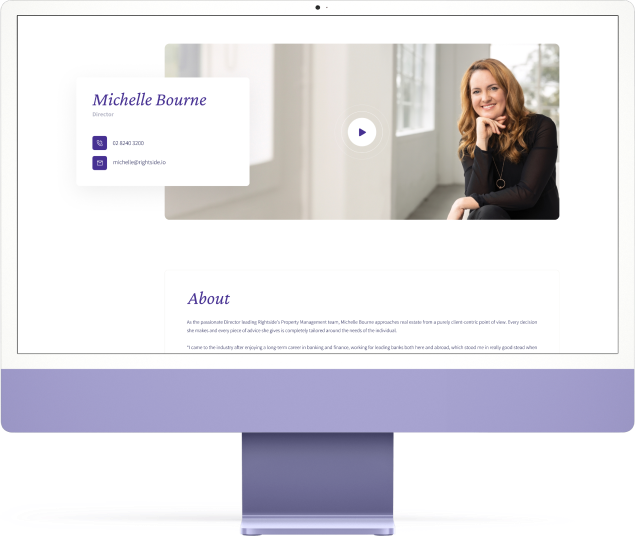 Michelle Bourne
Director
02 8240 3200
michelle@rightside.io
About
As the passionate Director leading Rightside's Property Management team, Michelle Bourne approaches real estate from a purely client-centric point of view. Every decision
she makes and every piece of advice she gives is completely tailored around the needs of the individual.
"I came to the industry after enjoying a long-term career in banking and finance, working for leading banks both here and abroad, which stood me in really good stead when